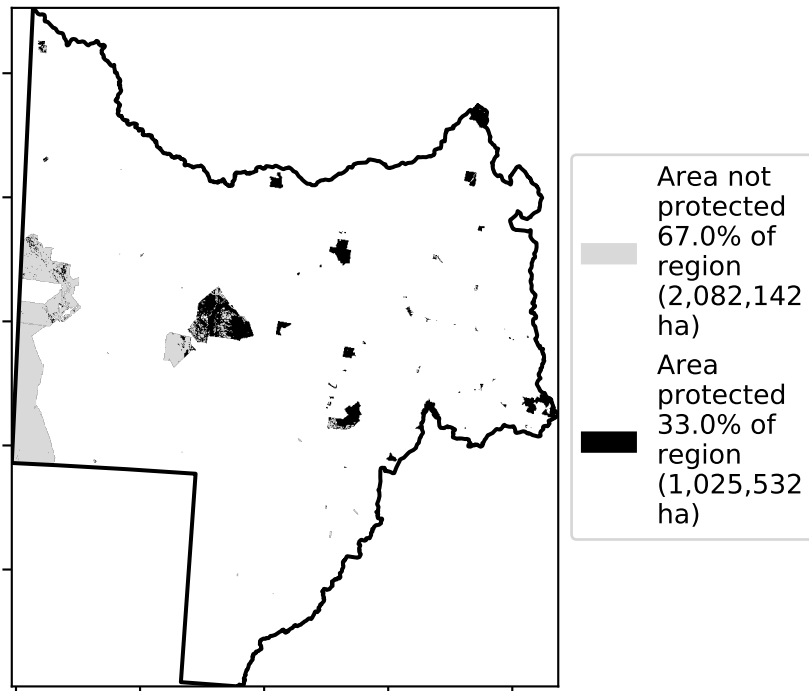 Area not
protected
67.0% of
region
(2,082,142
ha)
Area
protected
33.0% of
region
(1,025,532
ha)